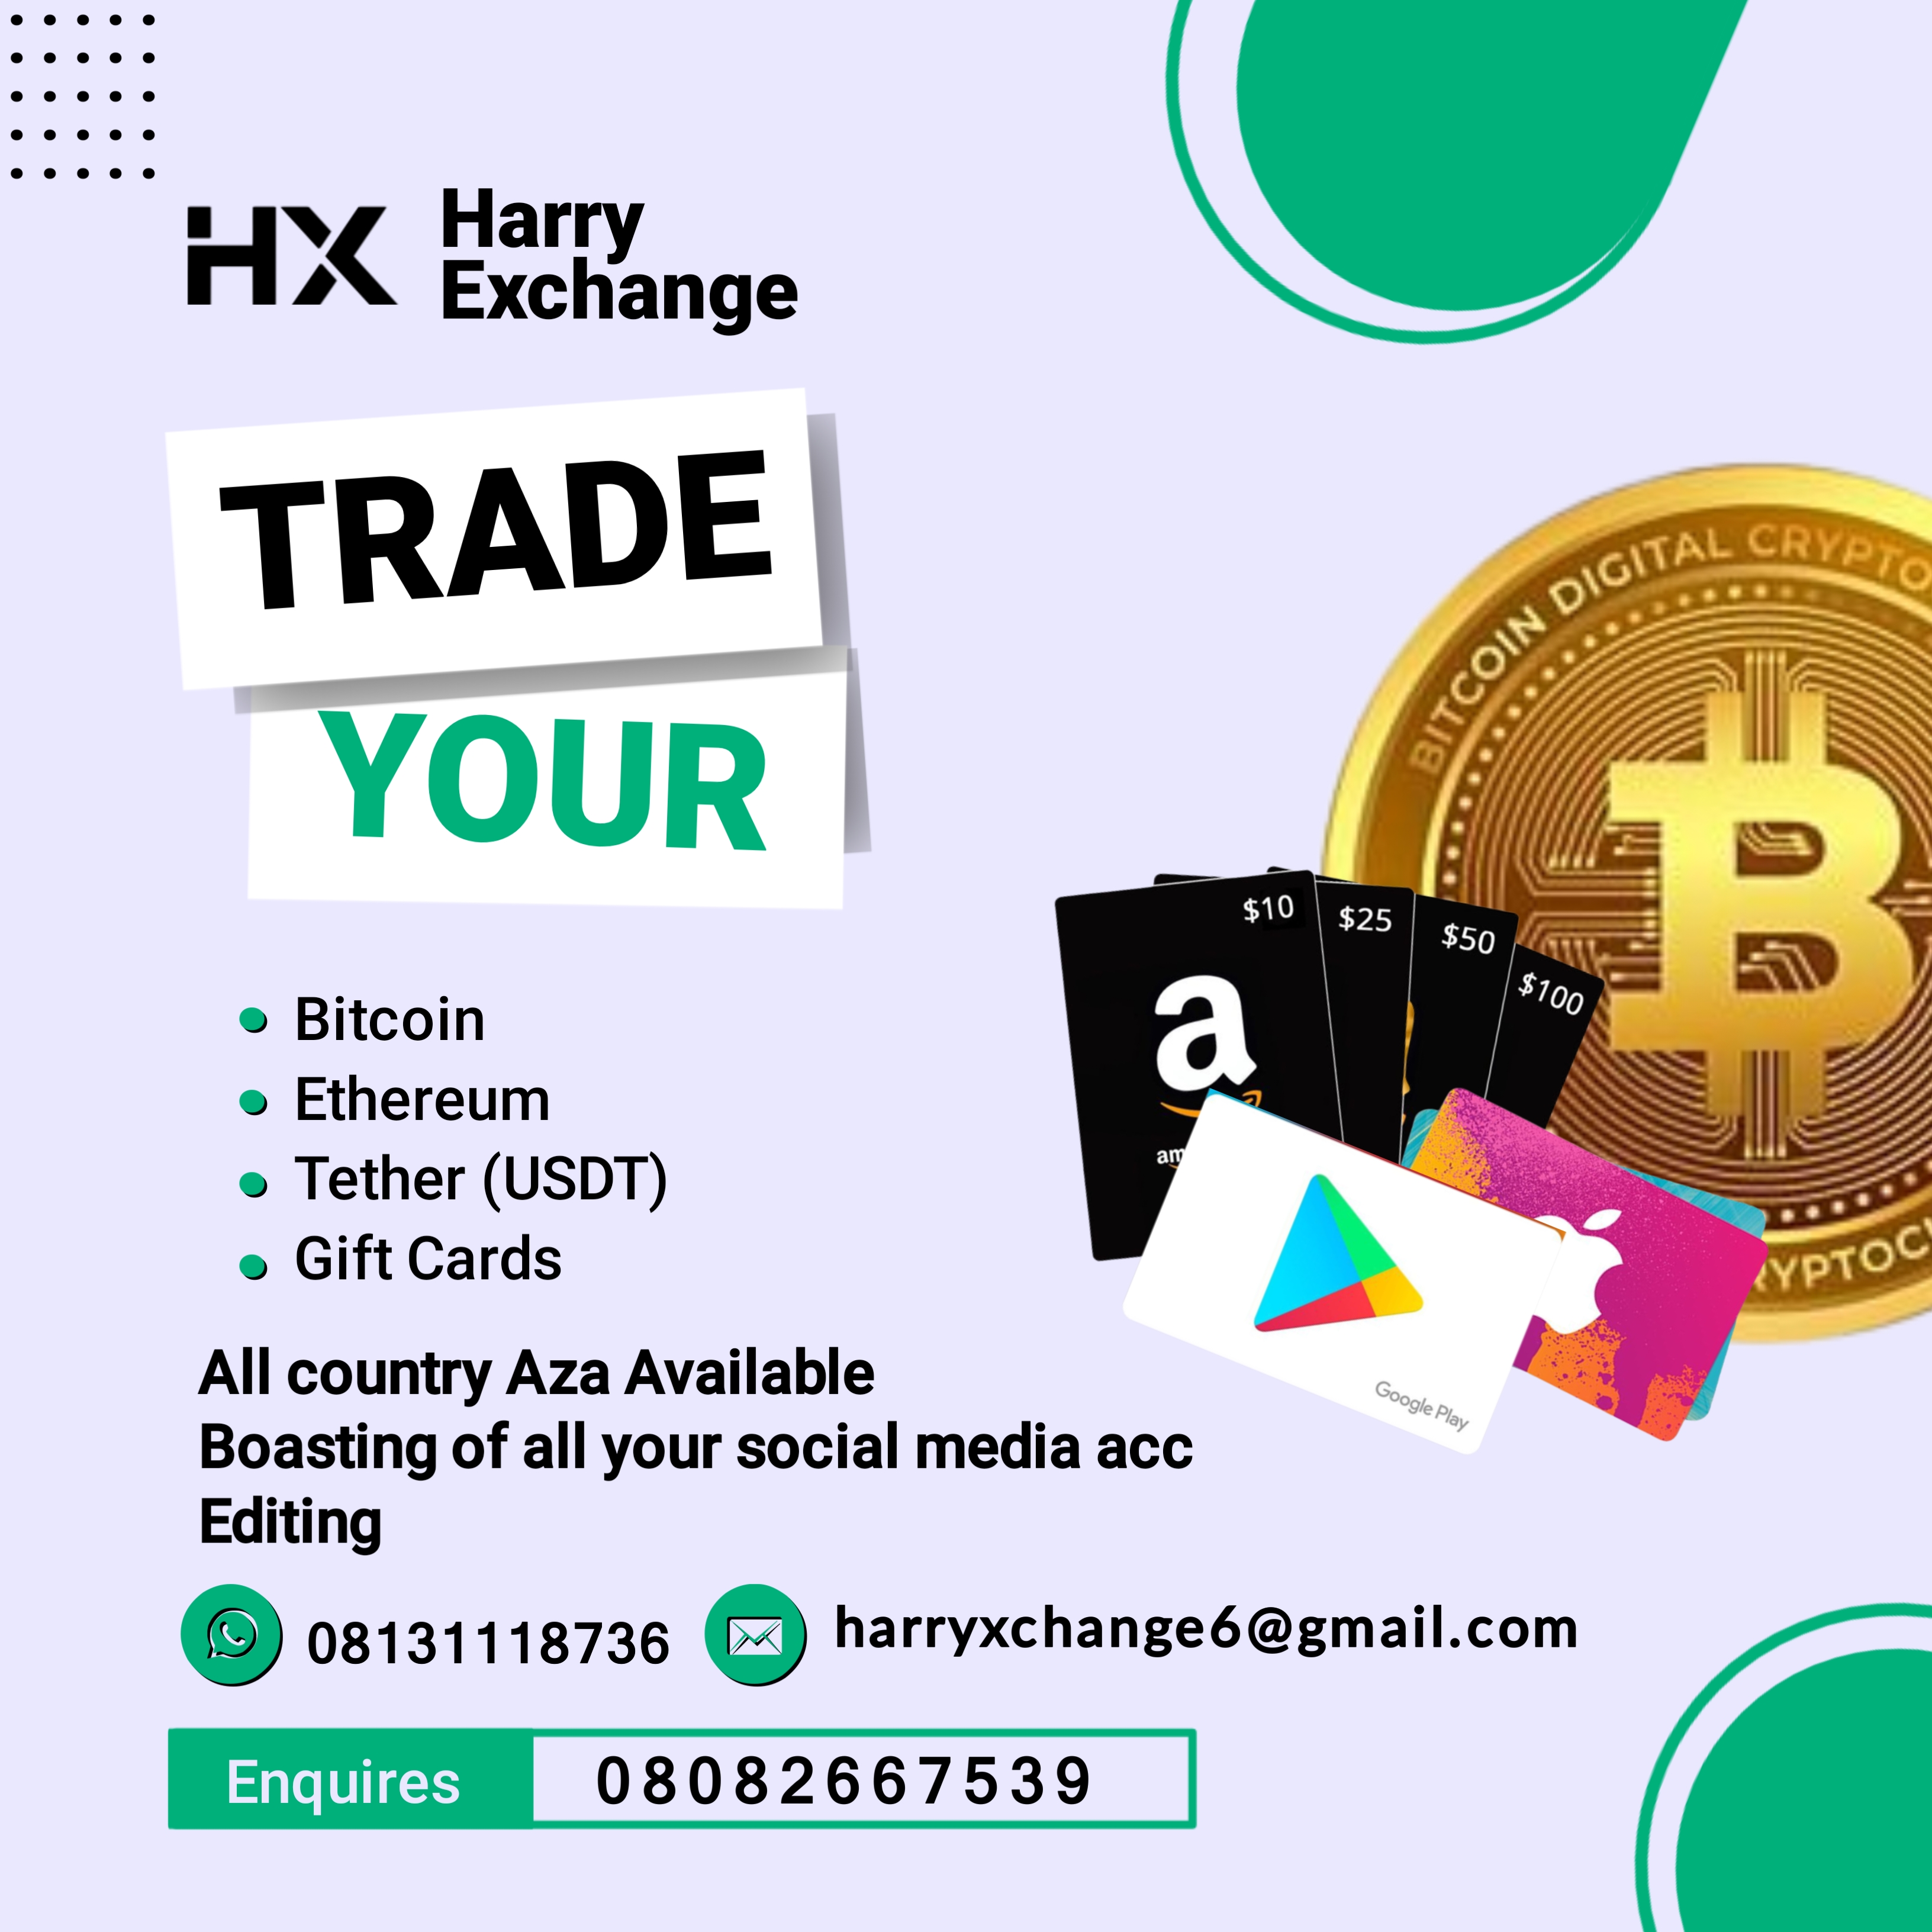 HX
Harry
Exchange
TRADE
YOUR
BITCOIN DIGITAL CRYPTO
$10
$25
$50
$100
a
am
Bitcoin
Ethereum
Tether (USDT)
Gift Cards
RYPTOC
Google Play
All country Aza Available
Boasting of all your social media acc
Editing
08131118736
harryxchange6@gmail.com
Enquires
08082667539